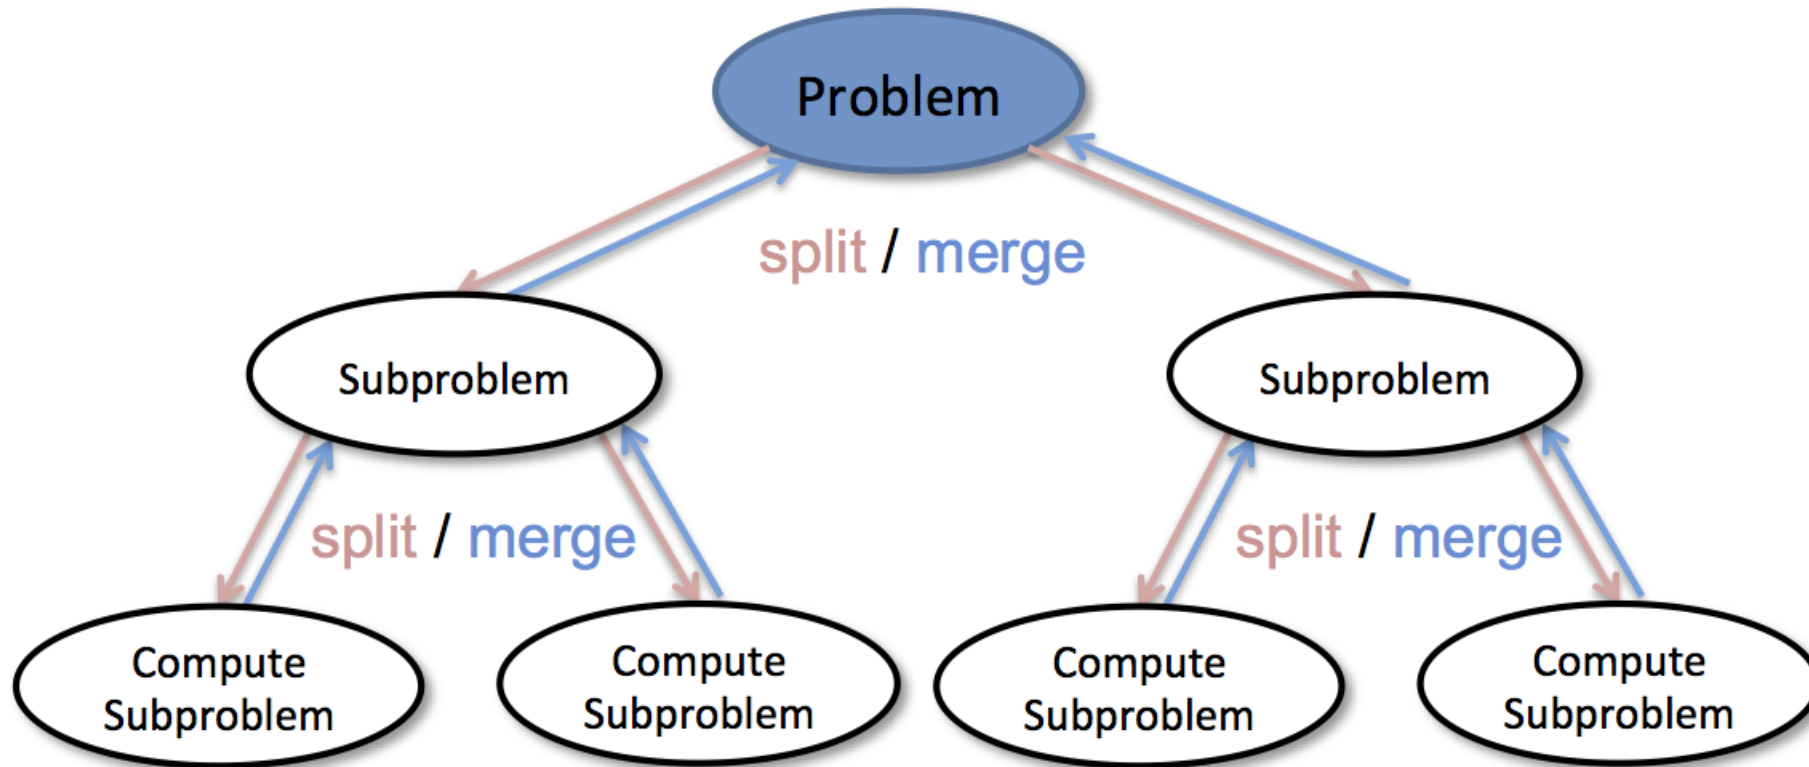 Problem
split / merge
Subproblem
Subproblem
split / merge
split / merge
Compute
Subproblem
Compute
Subproblem
Compute
Subproblem
Compute
Subproblem